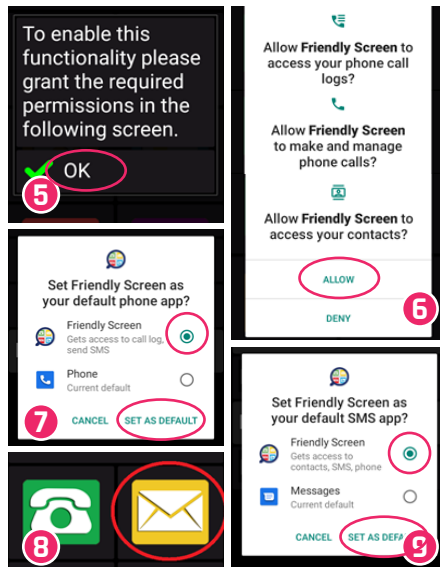 To enable this
functionality please
grant the required
permissions in the
following screen.
OK
5
Allow Friendly Screen to
access your phone call
logs?
Allow Friendly Screen
to make and manage
phone calls?
Allow Friendly Screen to
access your contacts?
ALLOW
DENY
6
Set Friendly Screen as
your default phone app?
Friendly Screen
Gets access to call log,
send SMS
Phone
Current default
CANCEL SET AS DEFAULT
7
8
Set Friendly Screen as
your default SMS app?
Friendly Screen
Gets access to
contacts, SMS, phone
Messages
Current default
CANCEL SET AS DEFA
9